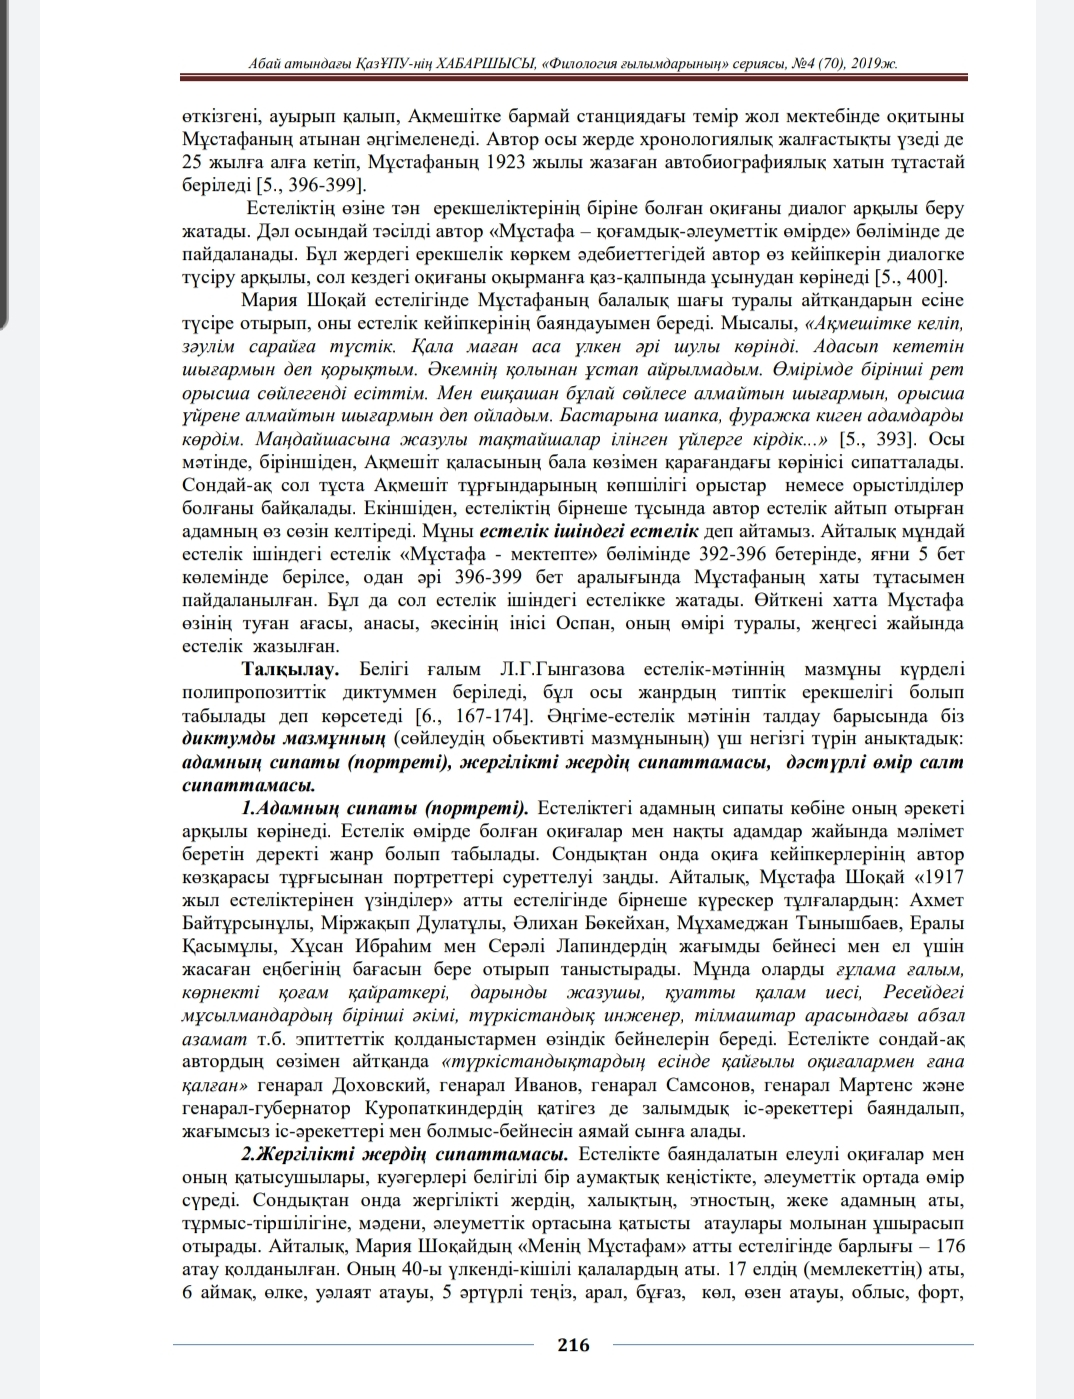 Абай атындағы ҚазҰПУ-нің ХАБАРШЫСЫ, «Филология ғылымдарының» сериясы, №4 (70), 2019ж.
өткізгені, ауырып қалып, Ақмешітке бармай станциядағы темір жол мектебінде оқитыны
Мұстафаның атынан әңгімеленеді. Автор осы жерде хронологиялық жалғастықты үзеді де
25 жылға алға кетіп, Мұстафаның 1923 жылы жазаған автобиографиялық хатын тұтастай
беріледі [5., 396-399].
Естеліктің өзіне тән ерекшеліктерінің біріне болған оқиғаны диалог арқылы беру
жатады. Дәл осындай тәсілді автор «Мұстафа – қоғамдық-әлеуметтік өмірде» бөлімінде де
пайдаланады. Бұл жердегі ерекшелік көркем әдебиеттегідей автор өз кейіпкерін диалогке
түсіру арқылы, сол кездегі оқиғаны оқырманға қаз-қалпында ұсынудан көрінеді [5., 400].
Мария Шоқай естелігінде Мұстафаның балалық шағы туралы айтқандарын есіне
түсіре отырып, оны естелік кейіпкерінің баяндауымен береді. Мысалы, «Ақмешітке келіп,
зәулім сарайға түстік. Қала маған аса үлкен әрі шулы көрінді. Адасып кететін
шығармын деп қорықтым. Әкемнің қолынан ұстап айрылмадым. Өмірімде бірінші рет
орысша сөйлегенді есіттім. Мен ешқашан бұлай сөйлесе алмайтын шығармын, орысша
үйрене алмайтын шығармын деп ойладым. Бастарына шапка, фуражка киген адамдарды
көрдім. Маңдайшасына жазулы тақтайшалар ілінген үйлерге кірдік...» [5., 393]. Осы
мәтінде, біріншіден, Ақмешіт қаласының бала көзімен қарағандағы көрінісі сипатталады.
Сондай-ақ сол тұста Ақмешіт тұрғындарының көпшілігі орыстар немесе орыстілділер
болғаны байқалады. Екіншіден, естеліктің бірнеше тұсында автор естелік айтып отырған
адамның өз сөзін келтіреді. Мұны естелік ішіндегі естелік деп айтамыз. Айталық мұндай
естелік ішіндегі естелік «Мұстафа - мектепте» бөлімінде 392-396 бетерінде, яғни 5 бет
көлемінде берілсе, одан әрі 396-399 бет аралығында Мұстафаның хаты тұтасымен
пайдаланылған. Бұл да сол естелік ішіндегі естелікке жатады. Өйткені хатта Мұстафа
өзінің туған ағасы, анасы, әкесінің інісі Оспан, оның өмірі туралы, жеңгесі жайында
естелік жазылған.
Талқылау. Белігі ғалым Л.Г.Гынгазова естелік-мәтіннің мазмұны күрделі
полипропозиттік диктуммен беріледі, бұл осы жанрдың типтік ерекшелігі болып
табылады деп көрсетеді [6., 167-174]. Әңгіме-естелік мәтінін талдау барысында біз
диктумды мазмұнның (сөйлеудің обьективті мазмұнының) үш негізгі түрін анықтадық:
адамның сипаты (портреті), жергілікті жердің сипаттамасы, дәстүрлі өмір салт
сипаттамасы.
1.Адамның сипаты (портреті). Естеліктегі адамның сипаты көбіне оның әрекеті
арқылы көрінеді. Естелік өмірде болған оқиғалар мен нақты адамдар жайында мәлімет
беретін деректі жанр болып табылады. Сондықтан онда оқиға кейіпкерлерінің автор
көзқарасы тұрғысынан портреттері суреттелуі заңды. Айталық, Мұстафа Шоқай «1917
жыл естеліктерінен үзінділер» атты естелігінде бірнеше күрескер тұлғалардың: Ахмет
Байтұрсынұлы, Міржақып Дулатұлы, Әлихан Бөкейхан, Мұхамеджан Тынышбаев, Ералы
Қасымұлы, Хұсан Ибраһим мен Серәлі Лапиндердің жағымды бейнесі мен ел үшін
жасаған еңбегінің бағасын бере отырып таныстырады. Мұнда оларды ғұлама ғалым,
көрнекті қоғам қайраткері, дарынды жазушы, қуатты қалам иесі, Ресейдегі
мұсылмандардың бірінші әкімі, түркістандық инженер, тілмаштар арасындағы абзал
азамат т.б. эпиттеттік қолданыстармен өзіндік бейнелерін береді. Естелікте сондай-ақ
автордың сөзімен айтқанда «түркістандықтардың есінде қайғылы оқиғалармен ғана
қалған» генарал Доховский, генарал Иванов, генарал Самсонов, генарал Мартенс және
генарал-губернатор Куропаткиндердің қатігез де залымдық іс-әрекеттері баяндалып,
жағымсыз іс-әрекеттері мен болмыс-бейнесін аямай сынға алады.
2.Жергілікті жердің сипаттамасы. Естелікте баяндалатын елеулі оқиғалар мен
оның қатысушылары, куәгерлері белігілі бір аумақтық кеңістікте, әлеуметтік ортада өмір
сүреді. Сондықтан онда жергілікті жердің, халықтың, этностың, жеке адамның аты,
тұрмыс-тіршілігіне, мәдени, әлеуметтік ортасына қатысты атаулары молынан ұшырасып
отырады. Айталық, Мария Шоқайдың «Менің Мұстафам» атты естелігінде барлығы – 176
атау қолданылған. Оның 40-ы үлкенді-кішілі қалалардың аты. 17 елдің (мемлекеттің) аты,
6 аймақ, өлке, уәлаят атауы, 5 әртүрлі теңіз, арал, бұғаз, көл, өзен атауы, облыс, форт,
216